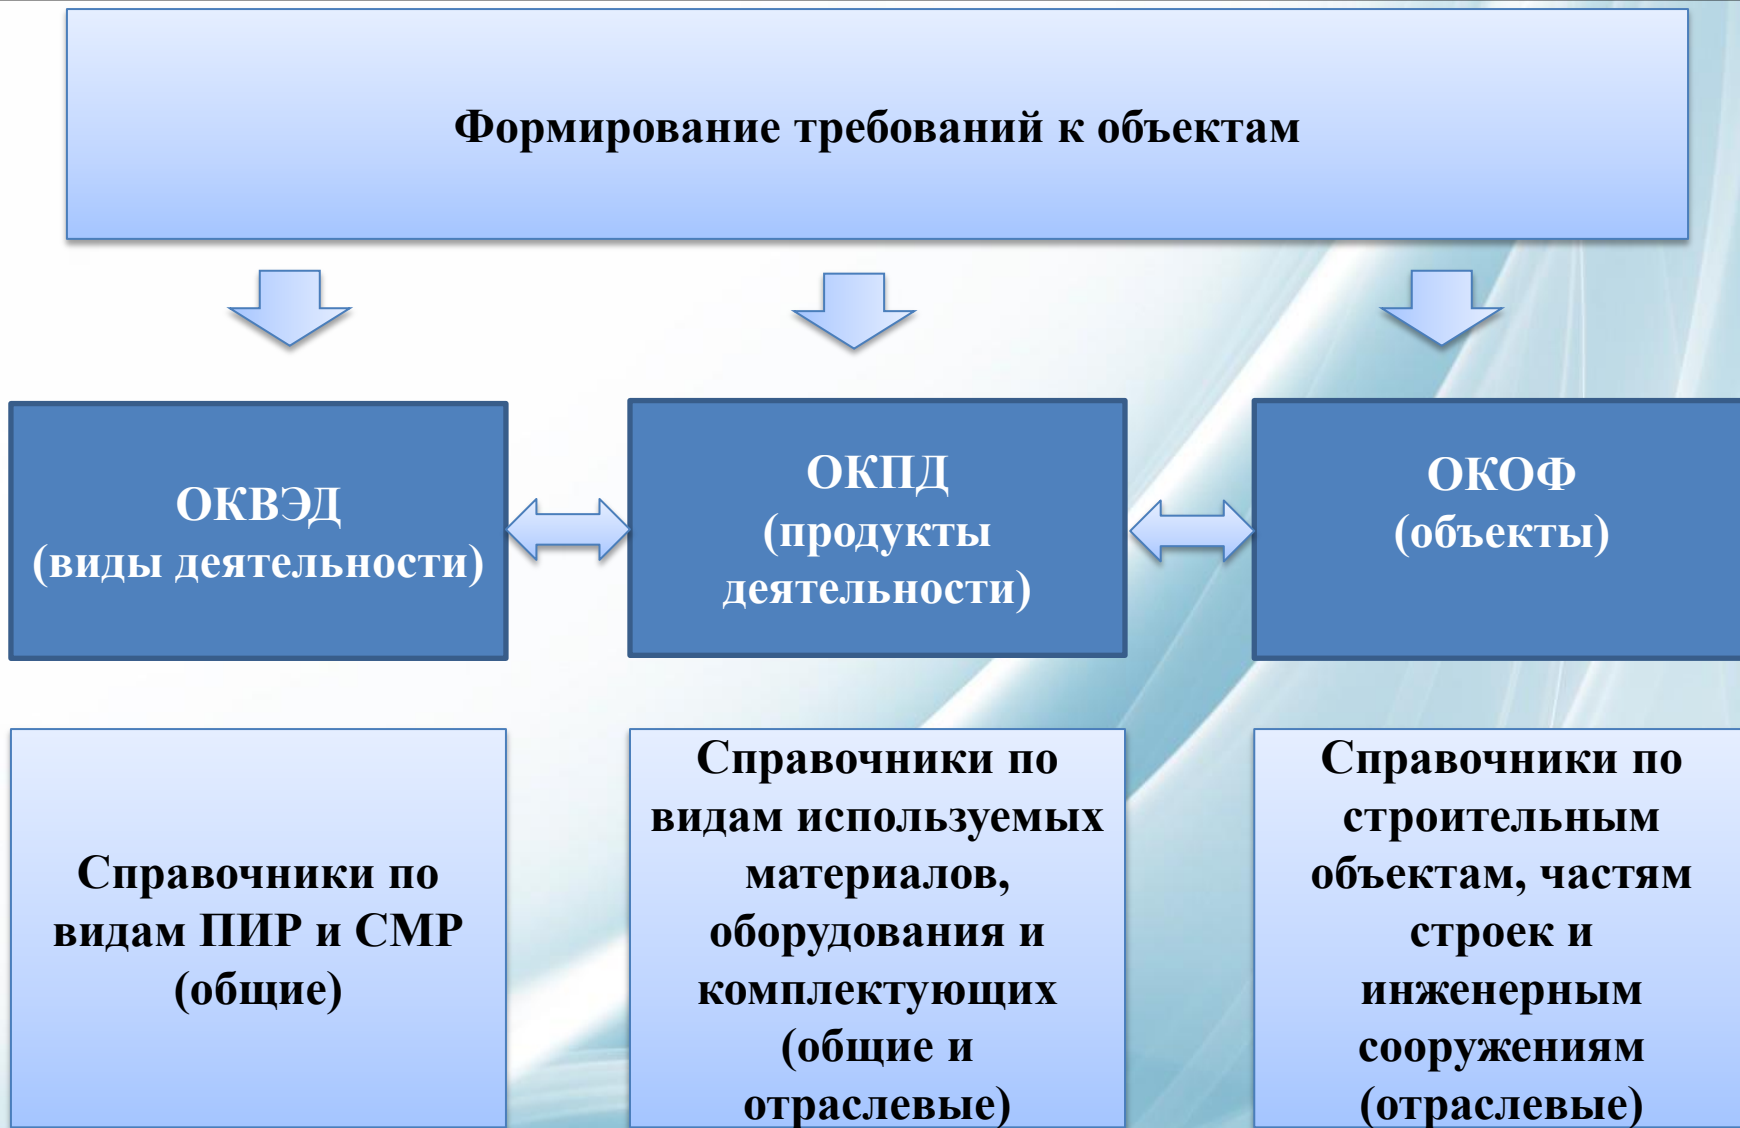 Формирование требований к объектам
ОКВЭД
(виды деятельности)
ОКПД
(продукты
деятельности)
ОКОФ
(объекты)
Справочники по
видам ПИР и СМР
(общие)
Справочники по
видам используемых
материалов,
оборудования и
комплектующих
(общие и
отраслевые)
Справочники по
строительным
объектам, частям
строек и
инженерным
сооружениям
(отраслевые)